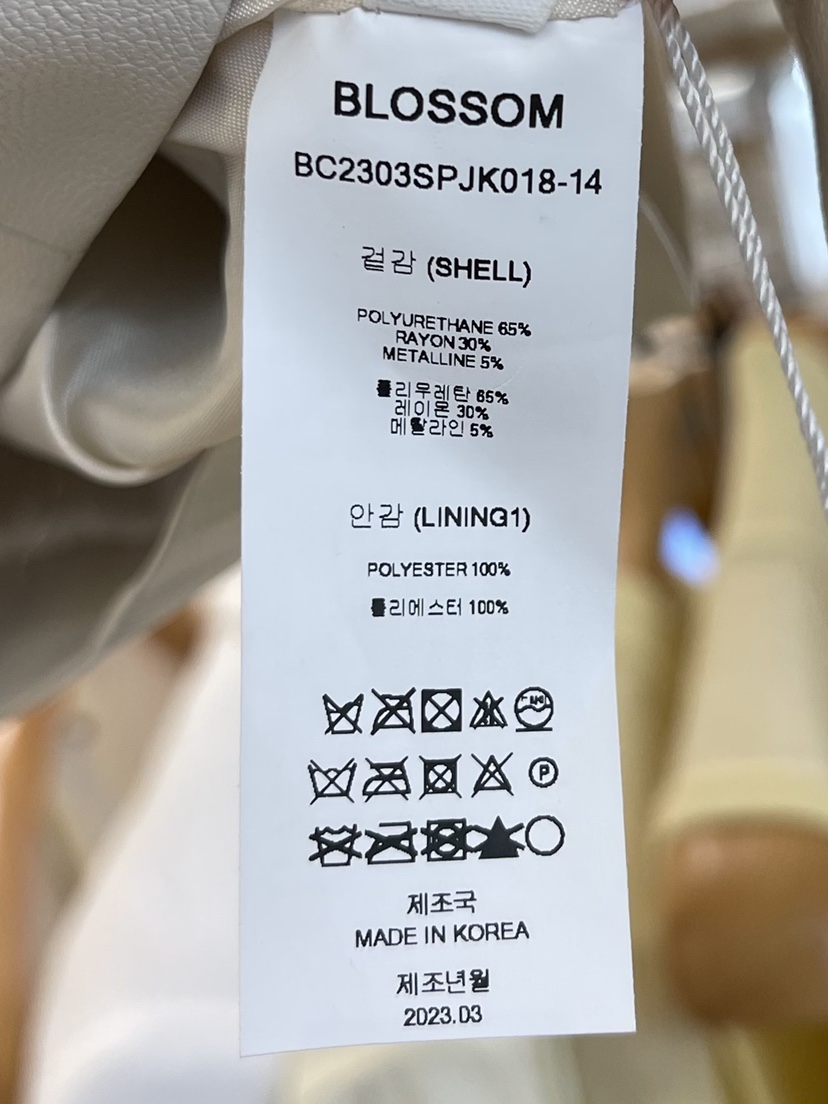 BLOSSOM
BC2303SPJK018-14
겉감 (SHELL)
POLYURETHANE 65%
RAYON 30%
METALLINE 5%
폴리우레탄 65%
레이온 30%
메탈라인 5%
안감 (LINING1)
POLYESTER 100%
폴리에스터 100%
P
제조국
MADE IN KOREA
제조년월
2023.03